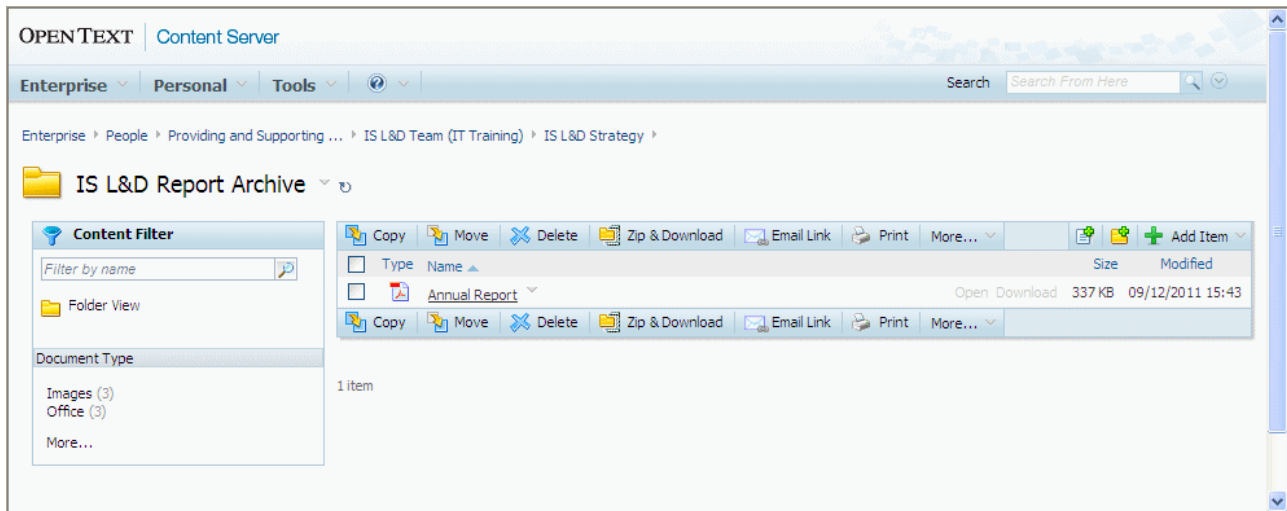 OPENTEXT Content Server
Enterprise Personal Tools ? Search Search From Here
Enterprise People Providing and Supporting ... IS L&D Team (IT Training) IS L&D Strategy
IS L&D Report Archive
Content Filter
Filter by name
Folder View
Document Type
Images (3)
Office (3)
More...
Copy Move Delete Zip & Download Email Link Print More... Add Item
Type Name Size Modified
Annual Report Open Download 337 KB 09/12/2011 15:43
Copy Move Delete Zip & Download Email Link Print More...
1 item